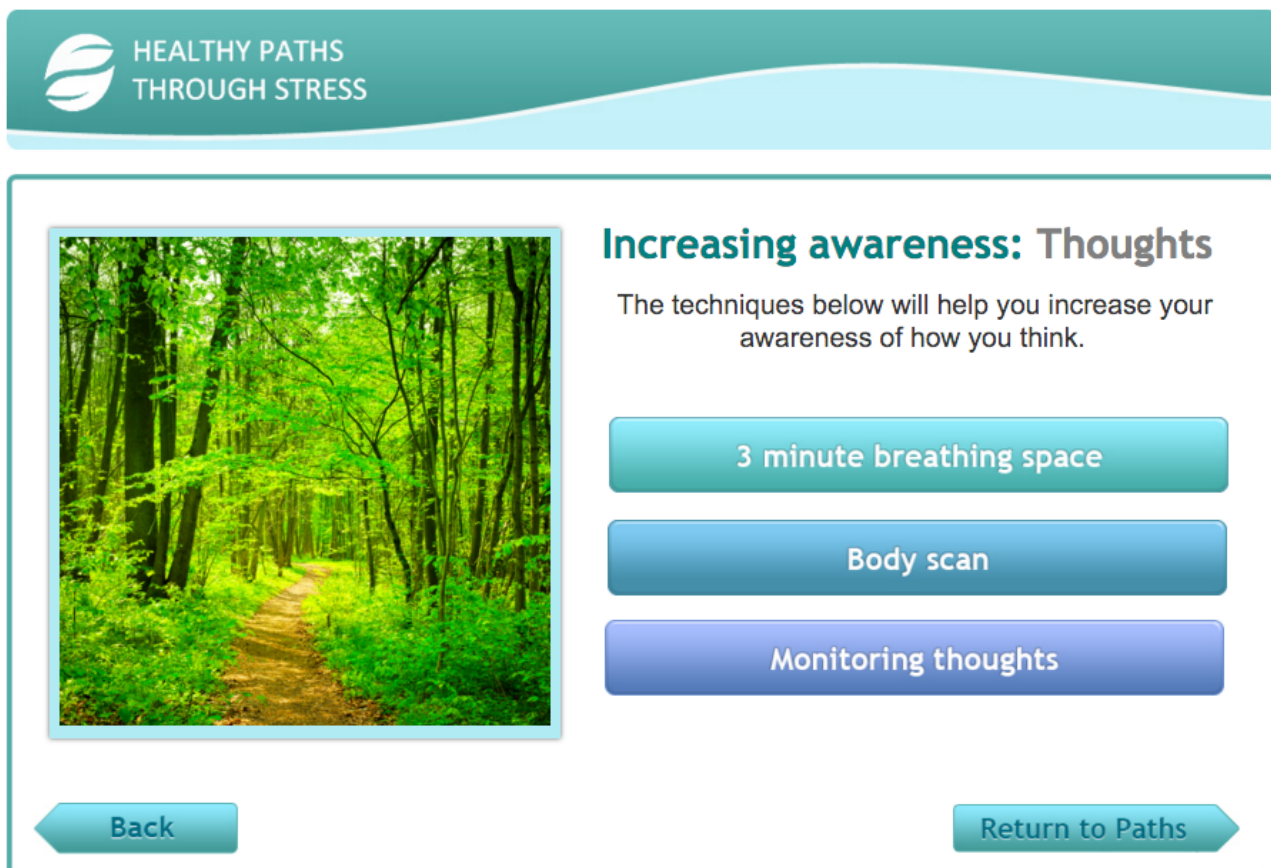 HEALTHY PATHS
THROUGH STRESS
Increasing awareness: Thoughts
The techniques below will help you increase your
awareness of how you think.
3 minute breathing space
Body scan
Monitoring thoughts
Back
Return to Paths